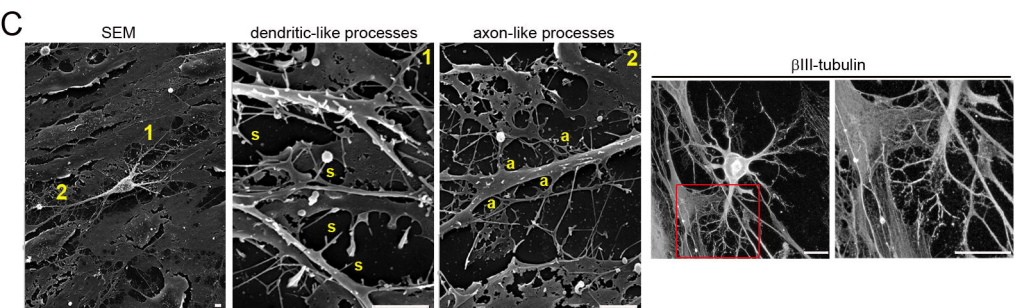 C
SEM
dendritic-like processes
axon-like processes
βIII-tubulin
1
2
1
s
s
s
s
2
a
a
a
a